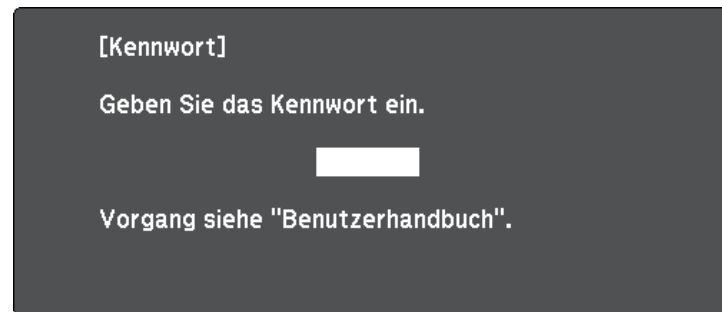 [Kennwort]
Geben Sie das Kennwort ein.
Vorgang siehe "Benutzerhandbuch".